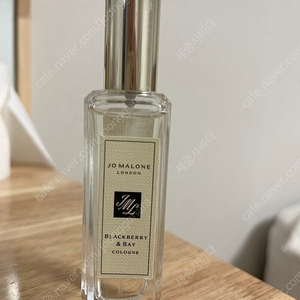 JO MALONE
LONDON
JML
BLACKBERRY
& BAY
COLOGNE